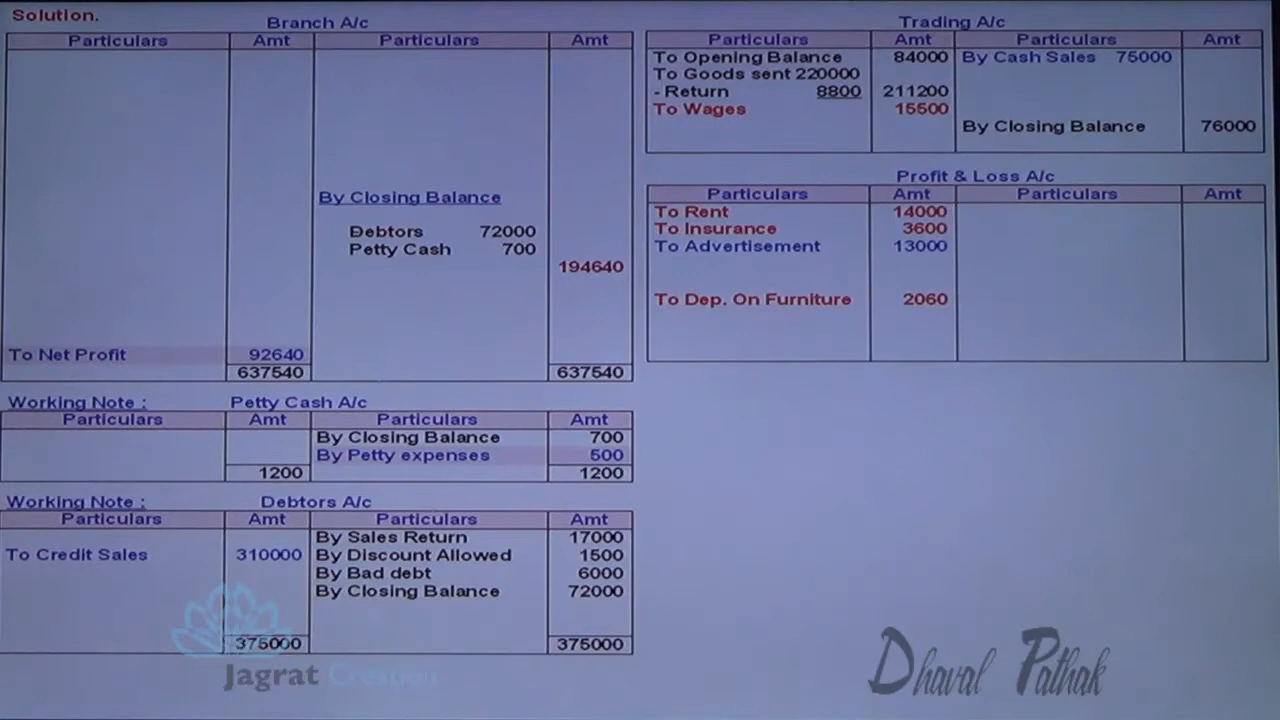 Solution.
Branch A/c
Particulars Amt Particulars Amt
By Closing Balance
Debtors 72000
Petty Cash 700
194640
To Net Profit 92640
637540 637540
Working Note : Petty Cash A/c
Particulars Amt Particulars Amt
By Closing Balance 700
By Petty expenses 500
1200 1200
Working Note : Debtors A/c
Particulars Amt Particulars Amt
By Sales Return 17000
To Credit Sales 310000 By Discount Allowed 1500
By Bad debt 6000
By Closing Balance 72000
375000 375000
Trading A/c
Particulars Amt Particulars Amt
To Opening Balance 84000 By Cash Sales 75000
To Goods sent 220000
- Return 8800 211200
To Wages 15500
By Closing Balance 76000
Profit & Loss A/c
Particulars Amt Particulars Amt
To Rent 14000
To Insurance 3600
To Advertisement 13000
To Dep. On Furniture 2060
Jagrat Creation
Dhaval Pathak